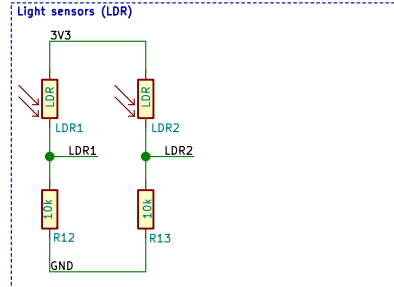 Light sensors (LDR)
3V3
LDR
LDR
LDR1
LDR2
LDR1
LDR2
10k
10k
R12
R13
GND